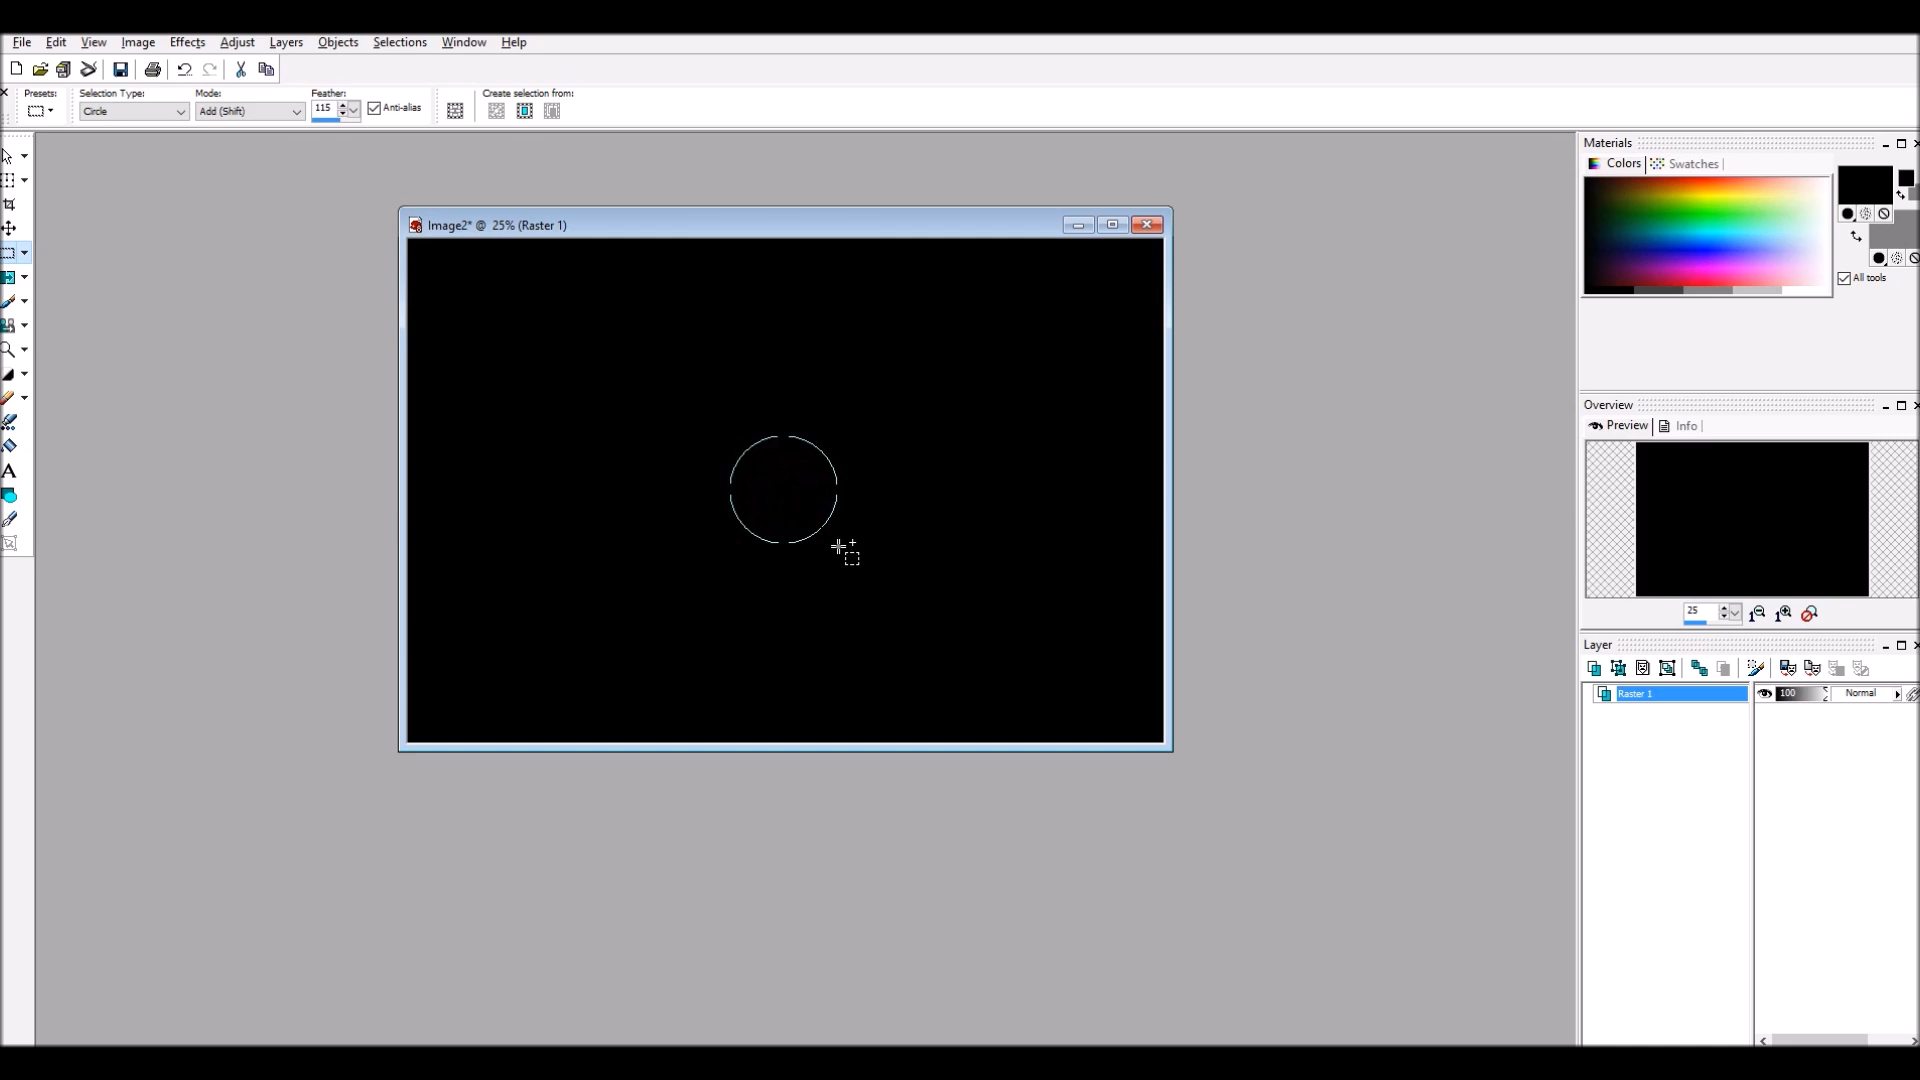 File Edit View Image Effects Adjust Layers Objects Selections Window Help
Presets: Selection Type: Mode: Feather: Create selection from:
Circle Add (Shift) 115 Anti-alias
Materials
Colors Swatches
All tools
Image2* @ 25% (Raster 1)
Overview
Preview Info
25
Layer
Raster 1 100 Normal